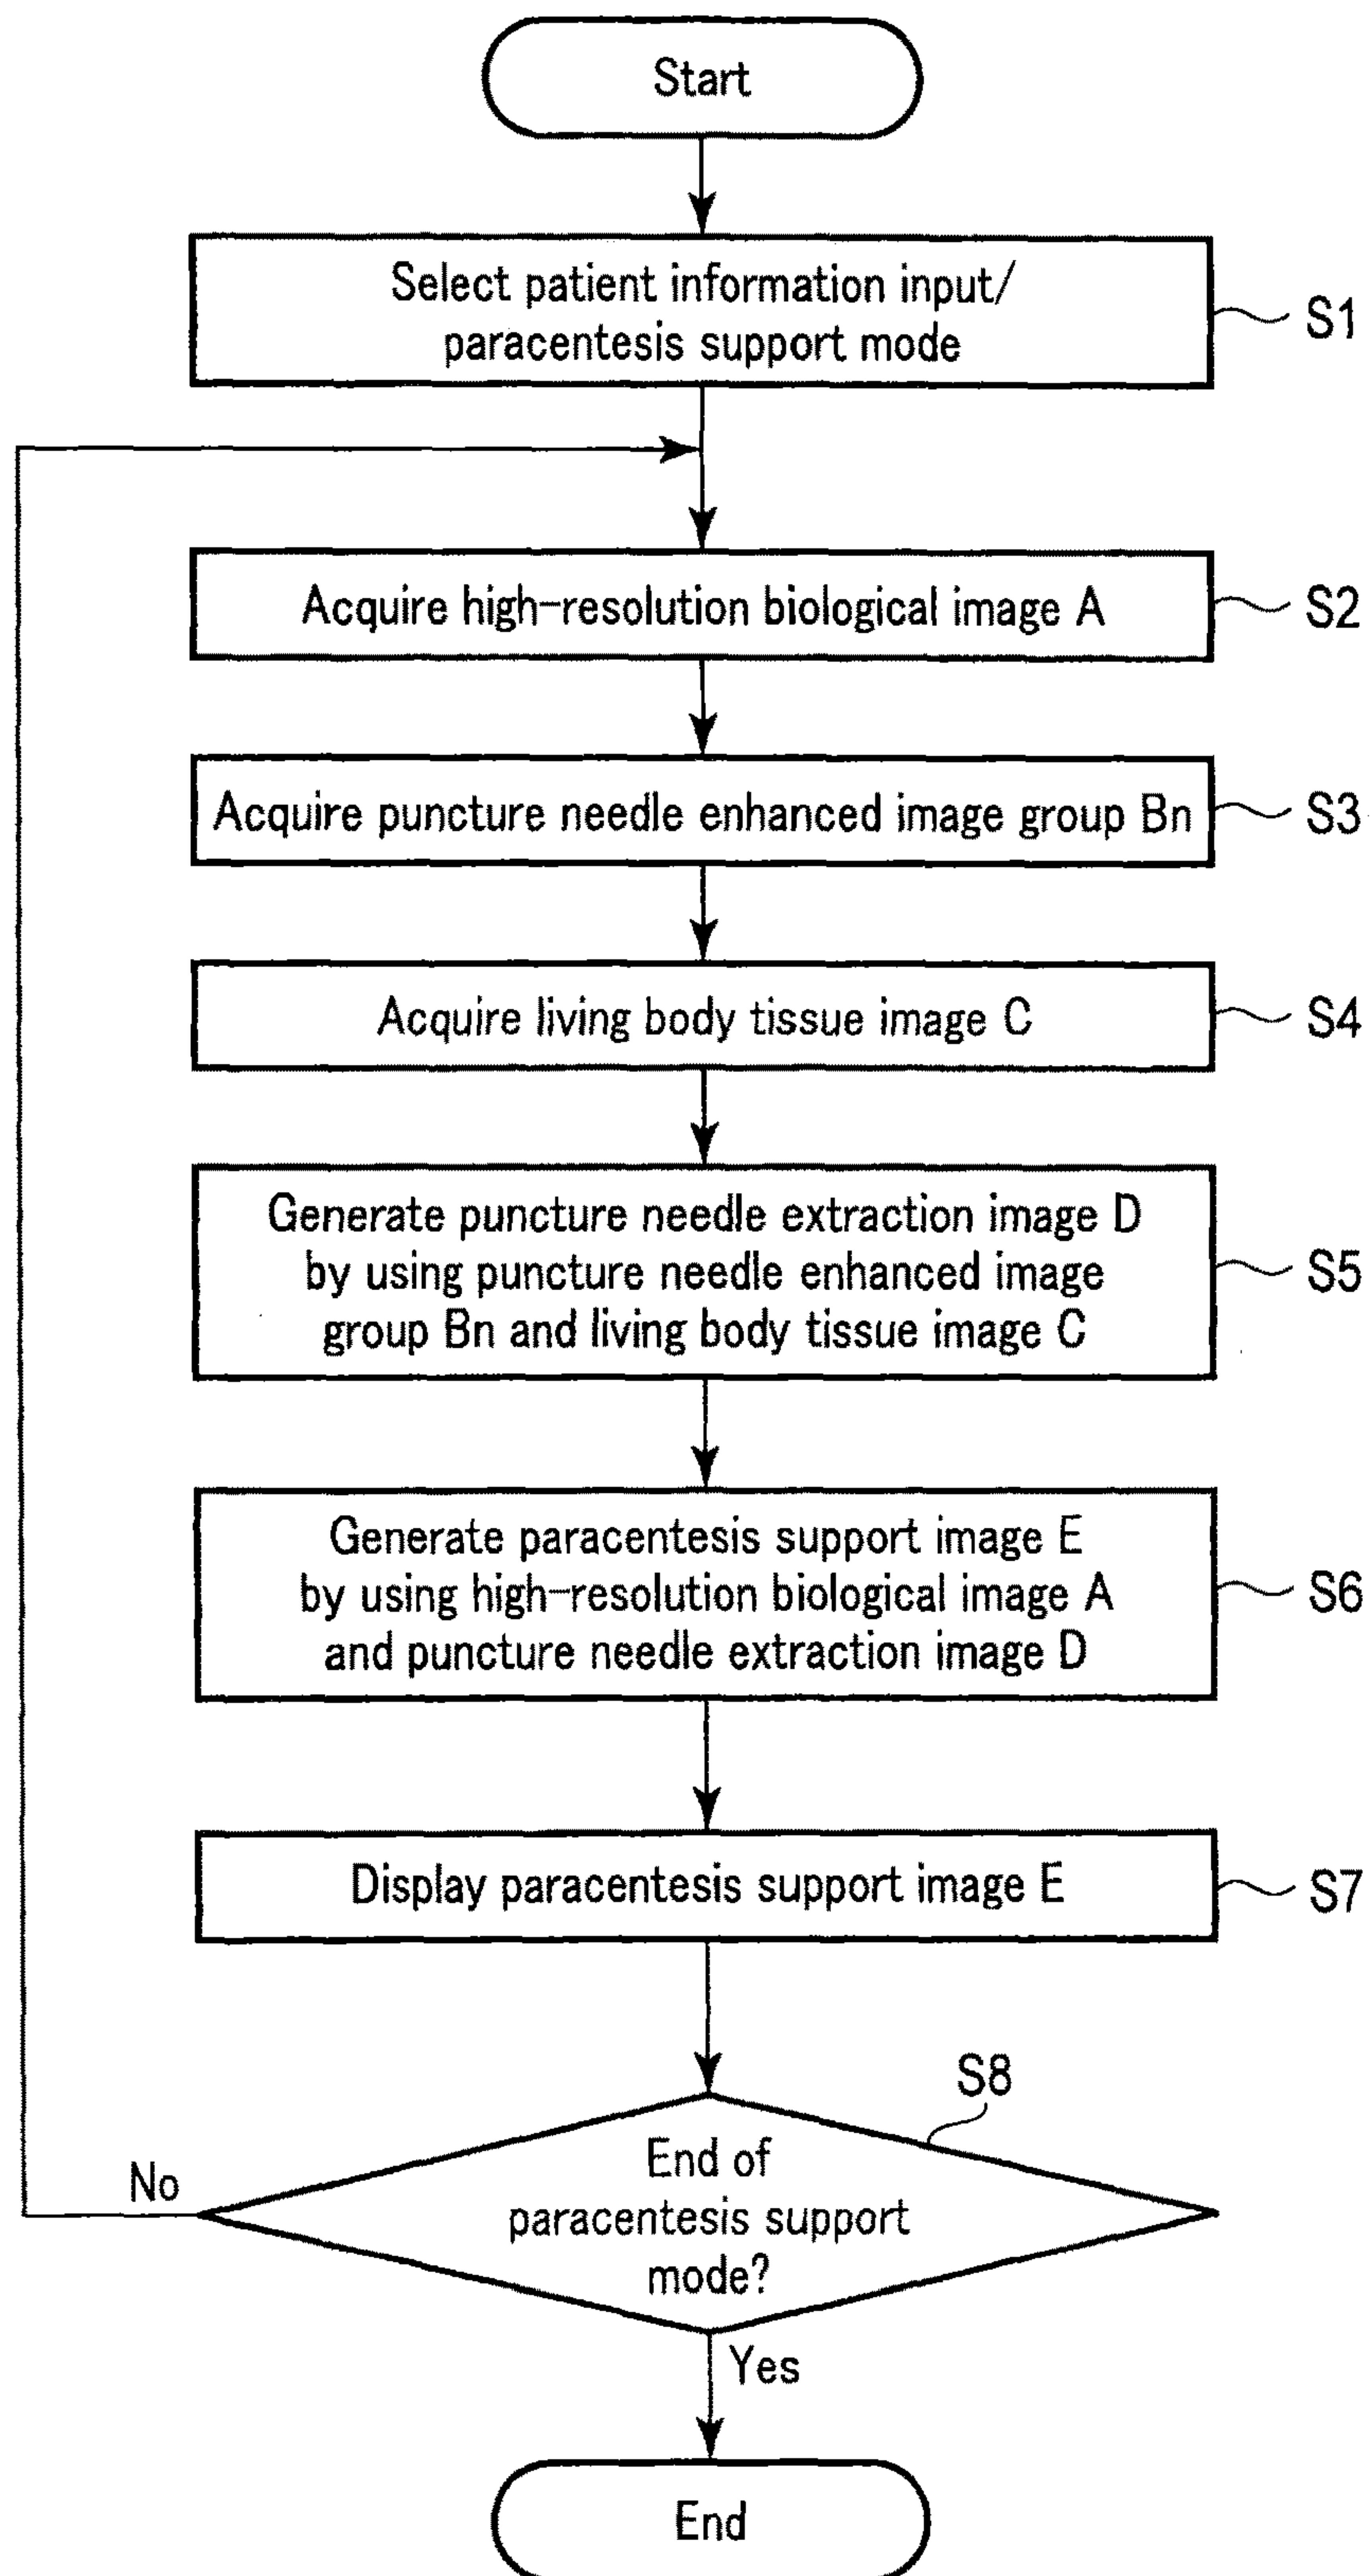 Start
Select patient information input/
paracentesis support mode
S1
Acquire high-resolution biological image A
S2
Acquire puncture needle enhanced image group Bn
S3
Acquire living body tissue image C
S4
Generate puncture needle extraction image D
by using puncture needle enhanced image
group Bn and living body tissue image C
S5
Generate paracentesis support image E
by using high-resolution biological image A
and puncture needle extraction image D
S6
Display paracentesis support image E
S7
S8
End of
paracentesis support
mode?
No
Yes
End